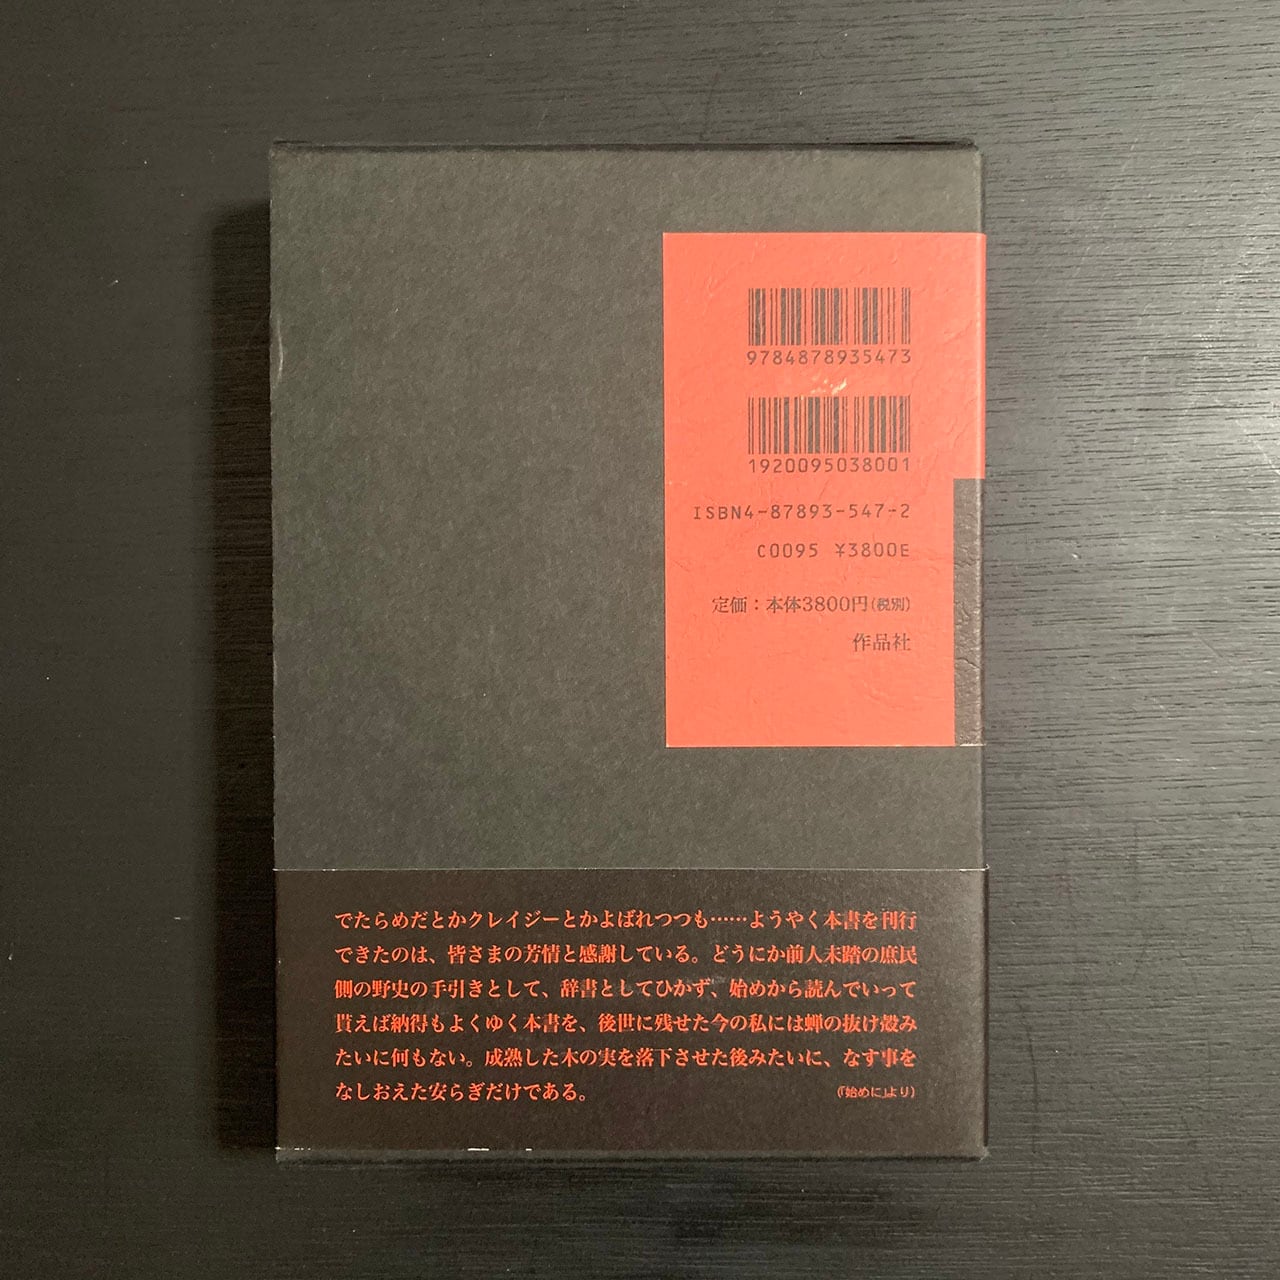 9784878935473
1920095038001
ISBN4-87893-547-2
C0095 ¥3800E
定価：本体3800円(税別)
作品社
でたらめだとかクレイジーとかよばれつつも……ようやく本書を刊行
できたのは、皆さまの芳情と感謝している。どうにか前人未踏の庶民
側の野史の手引きとして、辞書としてひかず、始めから読んでいって
貰えば納得もよくゆく本書を、後世に残せた今の私には蝉の抜け殻み
たいに何もない。成熟した木の実を落下させた後みたいに、なす事を
なしおえた安らぎだけである。
(「始めに」より)